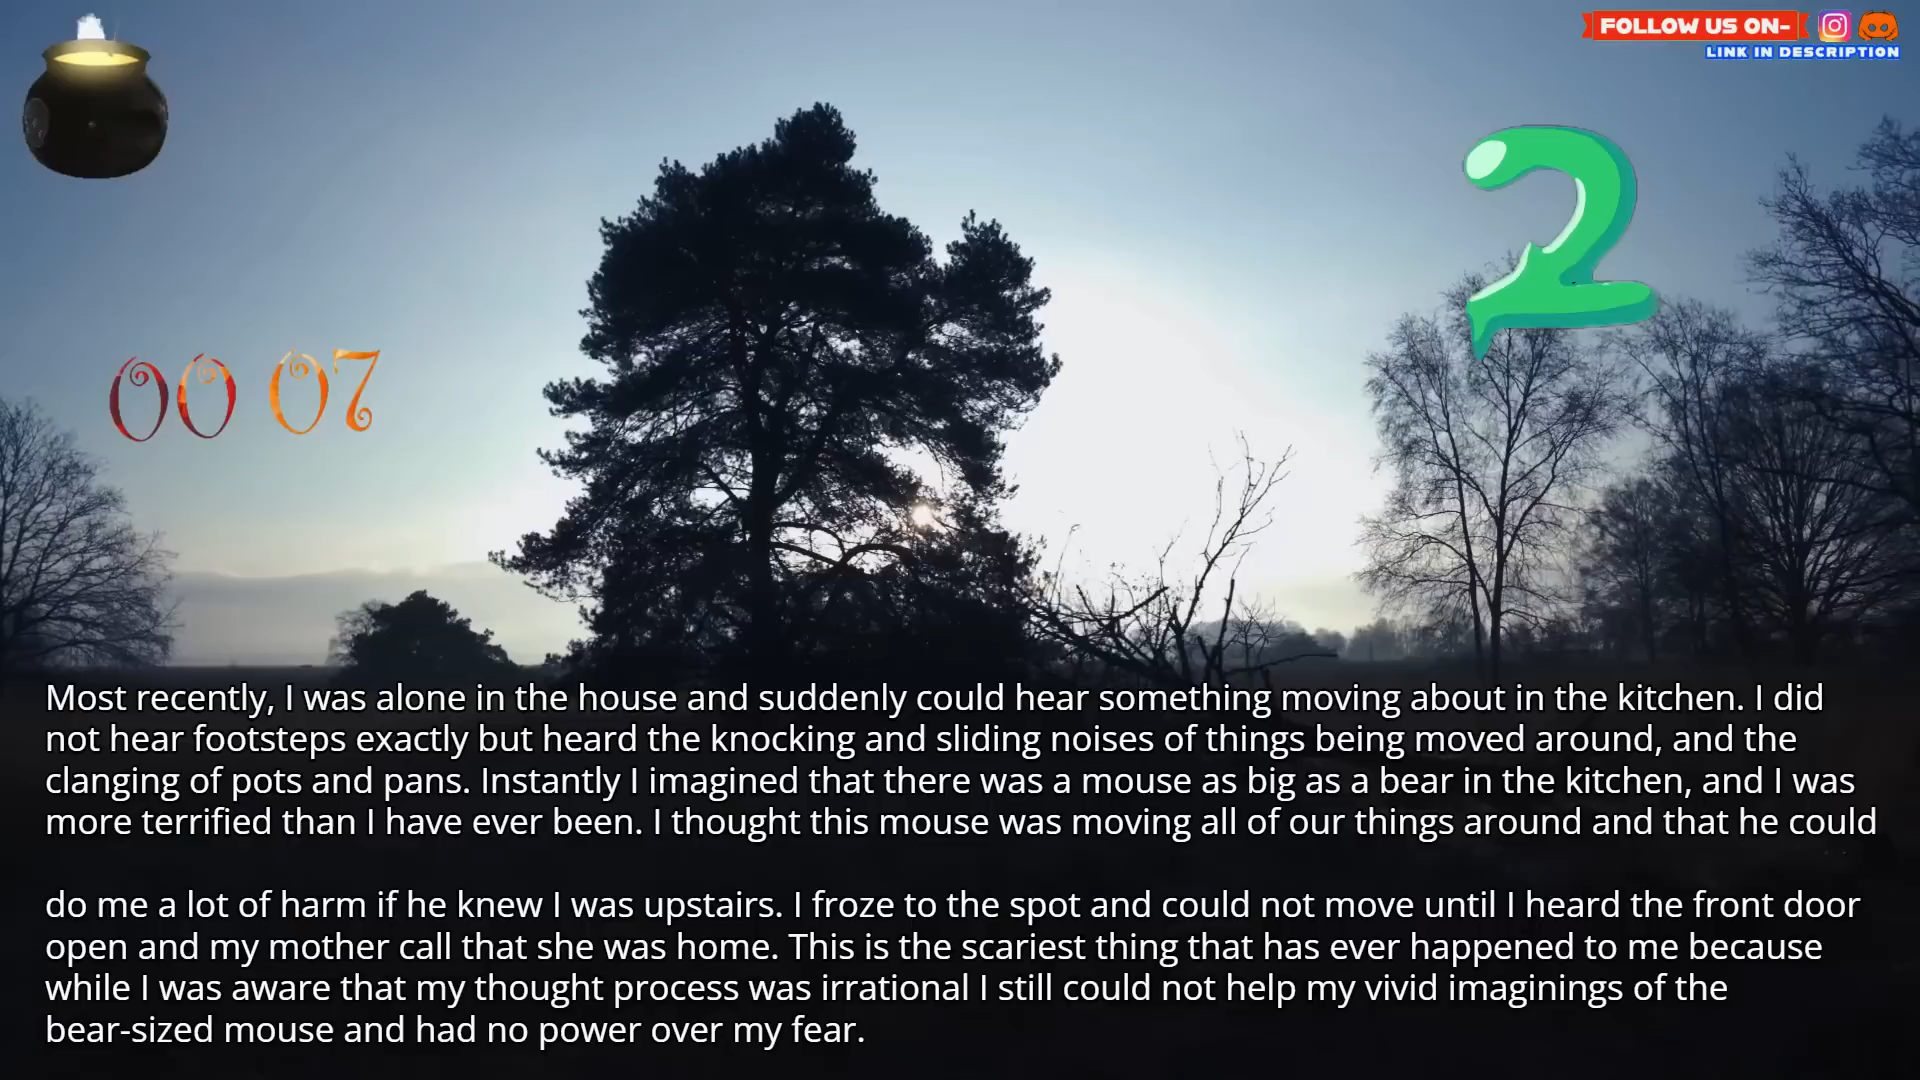 FOLLOW US ON-
LINK IN DESCRIPTION
2
00 07
Most recently, I was alone in the house and suddenly could hear something moving about in the kitchen. I did
not hear footsteps exactly but heard the knocking and sliding noises of things being moved around, and the
clanging of pots and pans. Instantly I imagined that there was a mouse as big as a bear in the kitchen, and I was
more terrified than I have ever been. I thought this mouse was moving all of our things around and that he could
do me a lot of harm if he knew I was upstairs. I froze to the spot and could not move until I heard the front door
open and my mother call that she was home. This is the scariest thing that has ever happened to me because
while I was aware that my thought process was irrational I still could not help my vivid imaginings of the
bear-sized mouse and had no power over my fear.